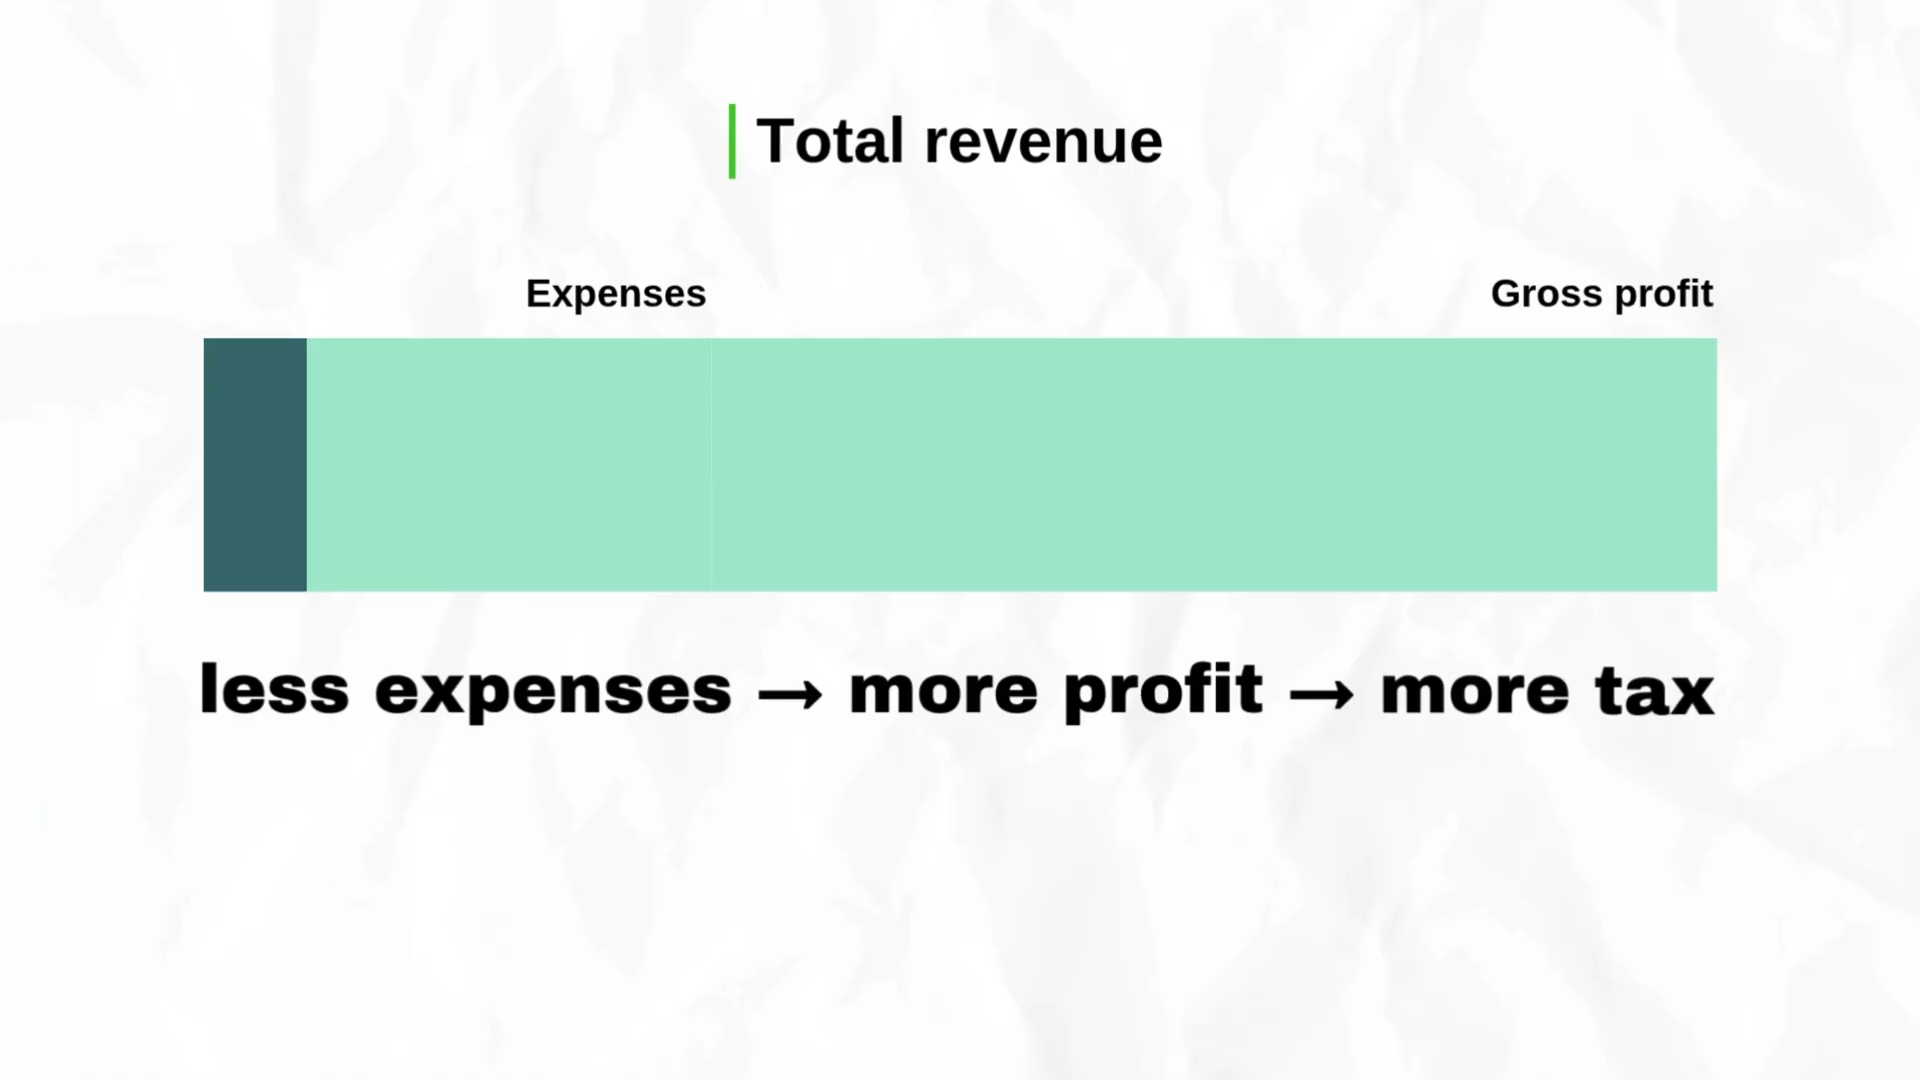 Total revenue
Expenses Gross profit
less expenses → more profit → more tax